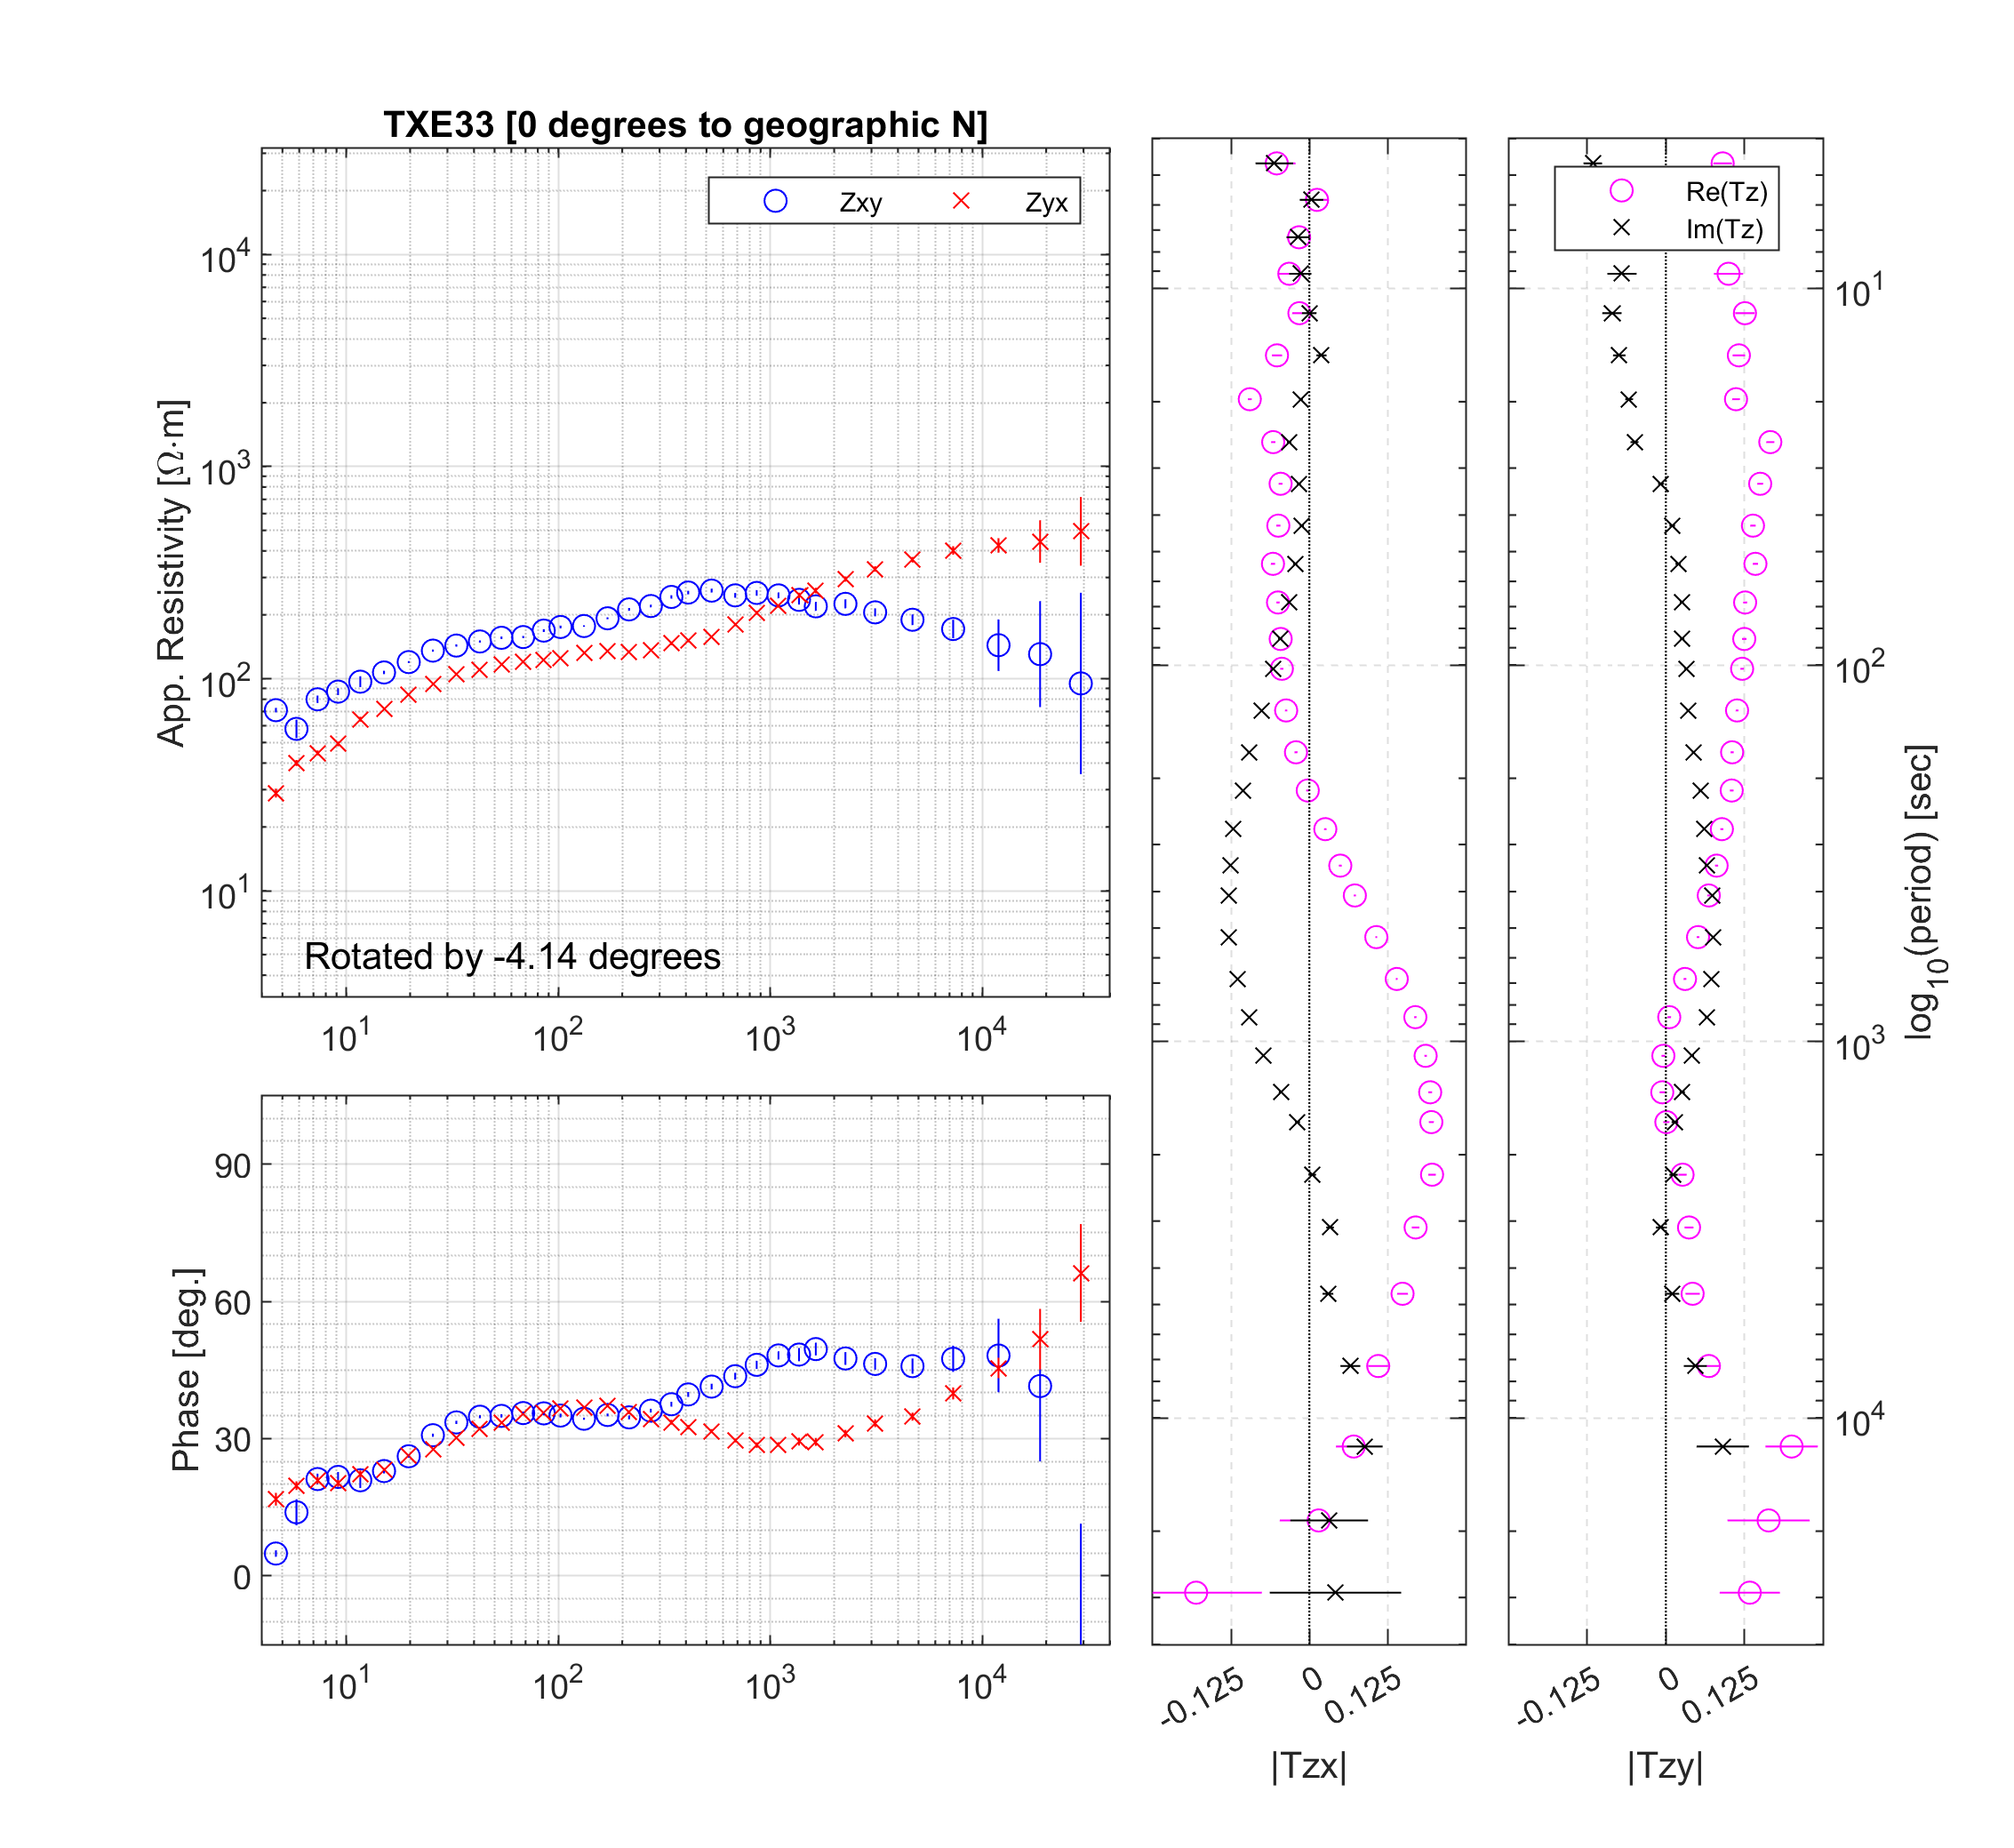 TXE33 [0 degrees to geographic N]
Zxy Zyx
App. Resistivity [Ω·m]
10^4
10^3
10^2
10^1
Rotated by -4.14 degrees
10^1 10^2 10^3 10^4
Phase [deg.]
90
60
30
0
10^1 10^2 10^3 10^4
-0.125 0 0.125
|Tzx|
Re(Tz)
Im(Tz)
-0.125 0 0.125
|Tzy|
10^1
10^2
10^3
10^4
log_10(period) [sec]